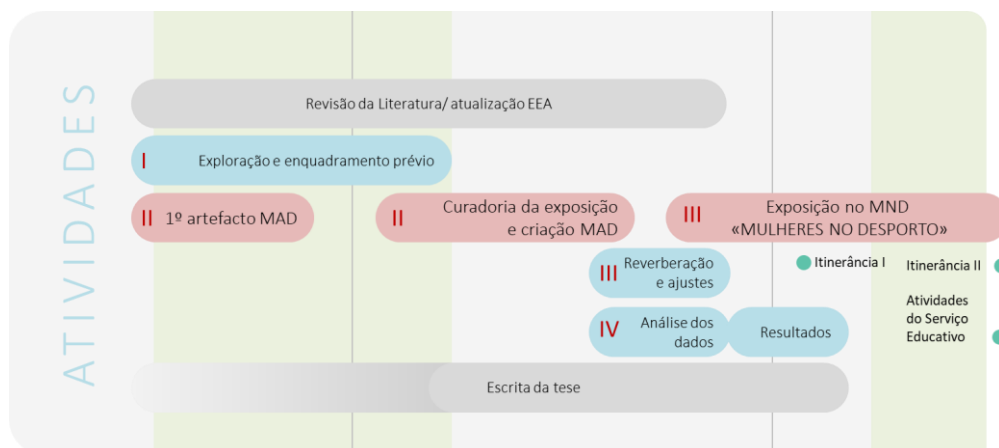 ATIVIDADES
Revisão da Literatura/ atualização EEA
I Exploração e enquadramento prévio
II 1º artefacto MAD
II Curadoria da exposição
e criação MAD
III Exposição no MND
«MULHERES NO DESPORTO»
III Reverberação
e ajustes
Itinerância I
Itinerância II
IV Análise dos
dados
Resultados
Atividades
do Serviço
Educativo
Escrita da tese